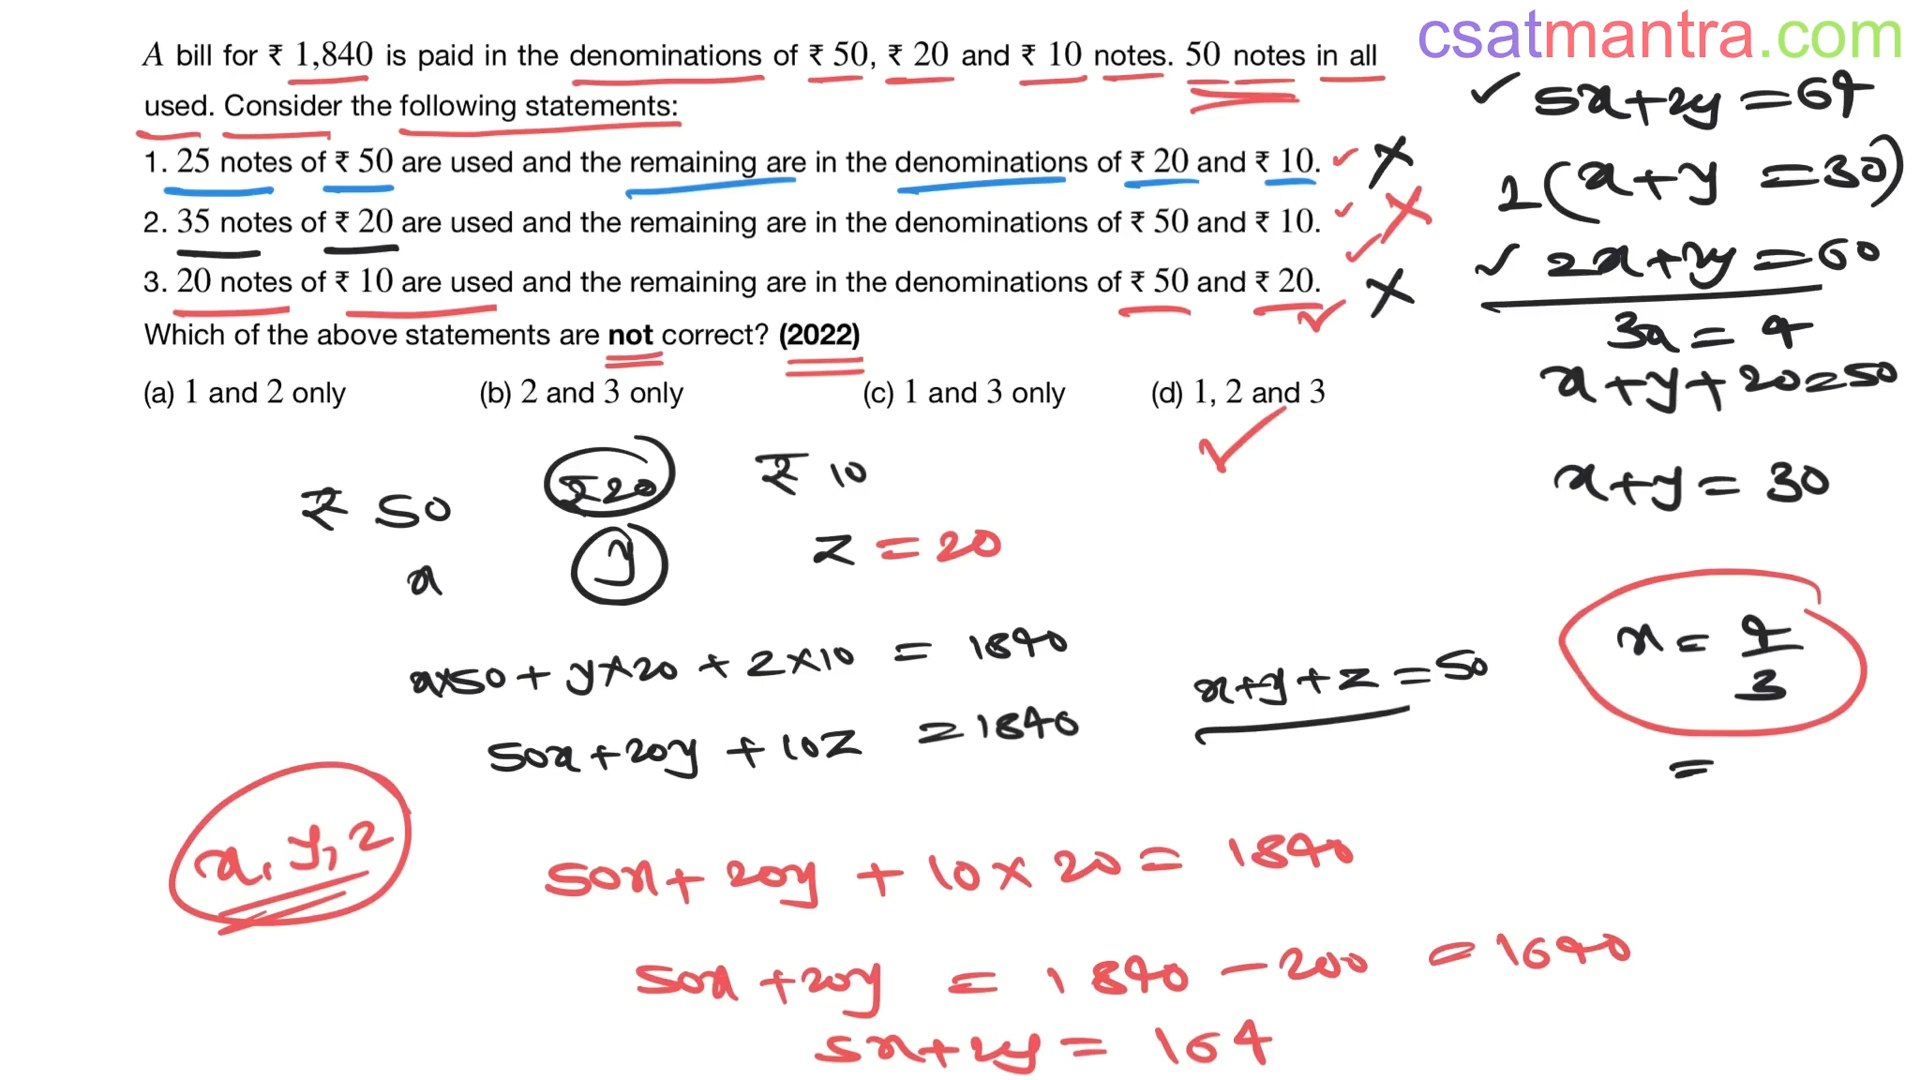 csatmantra.com
A bill for ₹ 1,840 is paid in the denominations of ₹ 50, ₹ 20 and ₹ 10 notes. 50 notes in all
used. Consider the following statements:
1. 25 notes of ₹ 50 are used and the remaining are in the denominations of ₹ 20 and ₹ 10.
2. 35 notes of ₹ 20 are used and the remaining are in the denominations of ₹ 50 and ₹ 10.
3. 20 notes of ₹ 10 are used and the remaining are in the denominations of ₹ 50 and ₹ 20.
Which of the above statements are not correct? (2022)
(a) 1 and 2 only (b) 2 and 3 only (c) 1 and 3 only (d) 1, 2 and 3
5x+2y=64
2(x+y=30)
2x+2y=60
3x=4
x+y+20=50
x+y=30
x=4/3
=
₹ 50 ₹20 ₹ 10
x y z=20
x×50+y×20+z×10=1840
50x+20y+10z=1840
x+y+z=50
x, y, z
50x+20y+10×20=1840
50x+20y=1840-200=1640
5x+2y=164